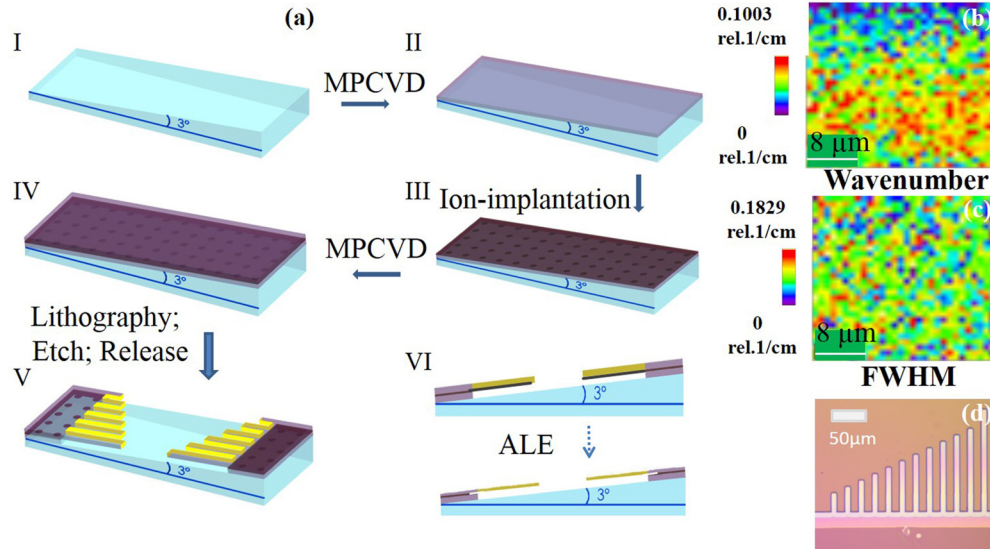 (a)
I
3°
MPCVD
II
3°
Ion-implantation
III
3°
MPCVD
IV
3°
Lithography;
Etch; Release
V
3°
VI
3°
ALE
3°
0.1003
rel.1/cm
0
rel.1/cm
(b)
8 μm
Wavenumber
0.1829
rel.1/cm
0
rel.1/cm
(c)
8 μm
FWHM
(d)
50μm